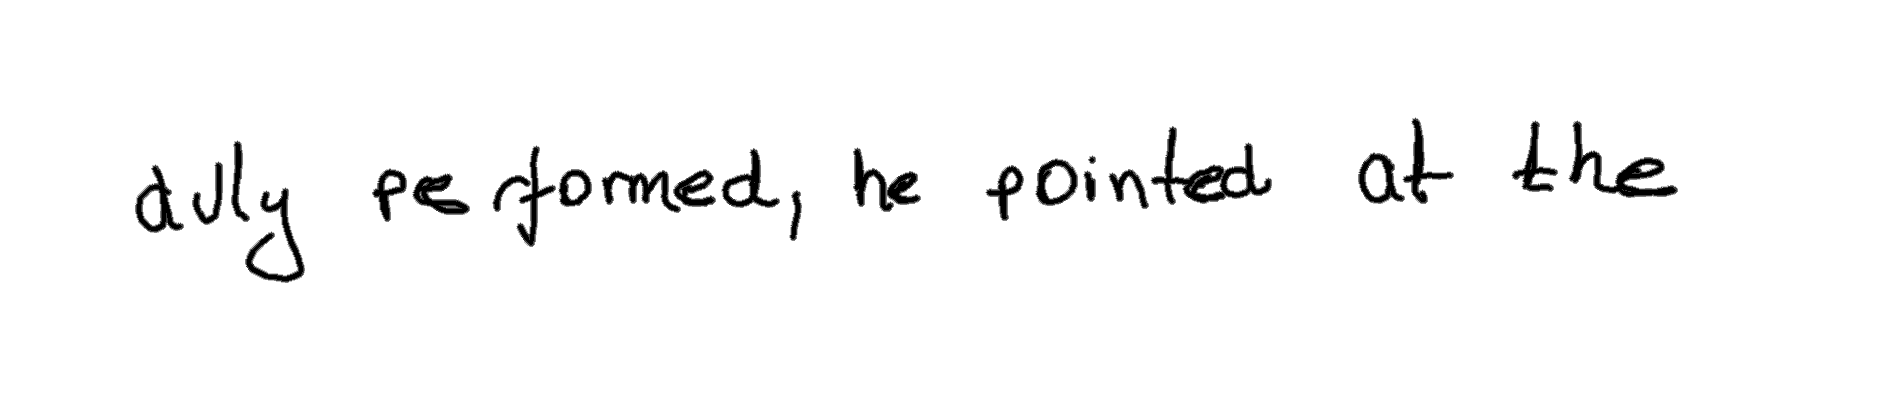 duly performed, he pointed at the